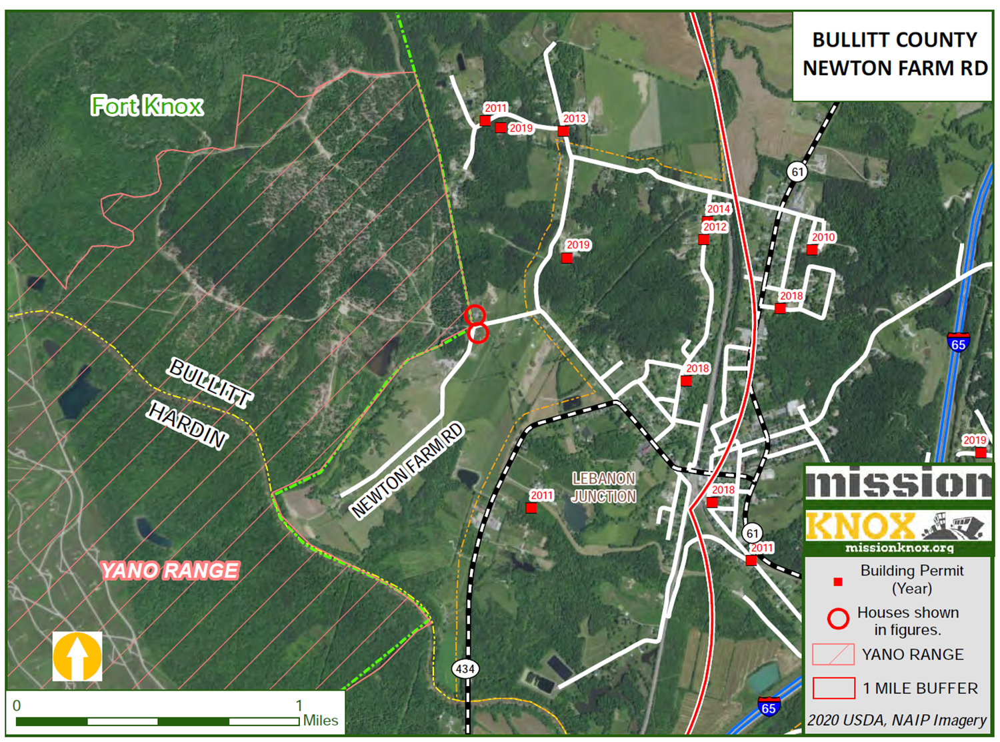 BULLITT COUNTY
NEWTON FARM RD
Fort Knox
2011
2019
2013
61
2014
2012
2010
2019
2018
65
BULLITT
HARDIN
2018
NEWTON FARM RD
2019
LEBANON
JUNCTION
2011
2018
61
2011
YANO RANGE
434
65
mission
KNOX
missionknox.org
Building Permit
(Year)
Houses shown
in figures.
YANO RANGE
1 MILE BUFFER
2020 USDA, NAIP Imagery
0 1
Miles